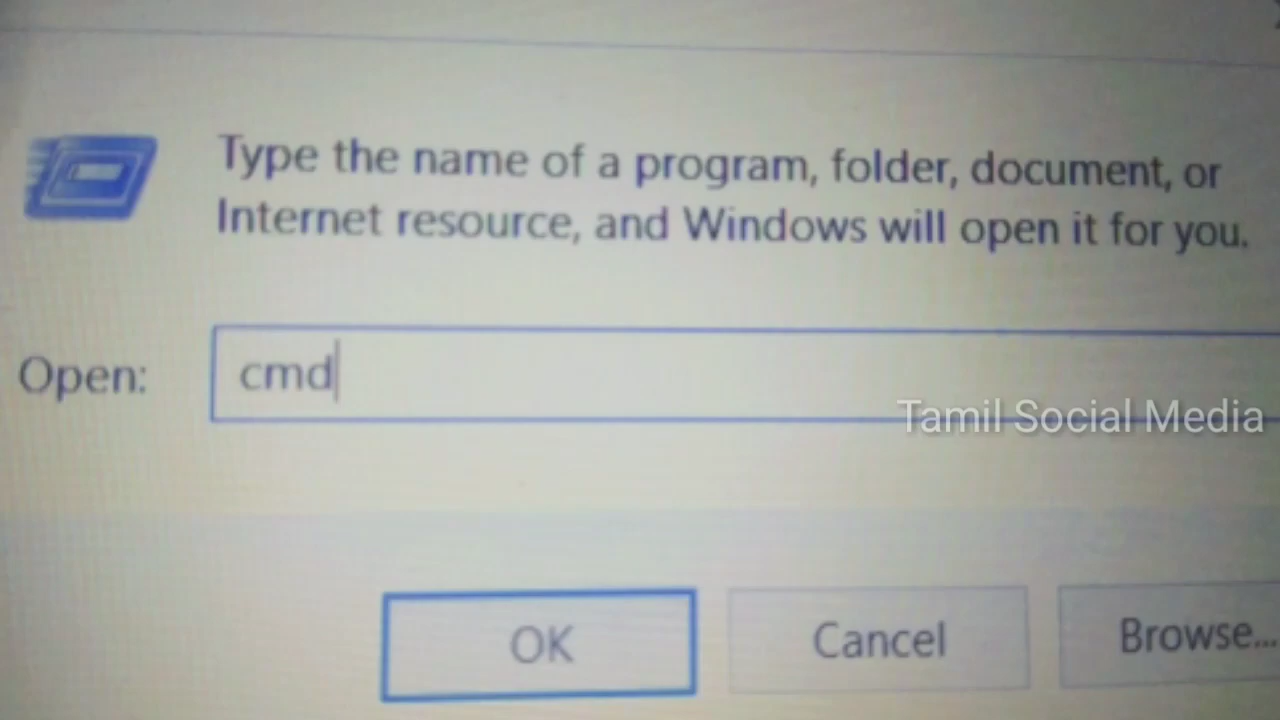 Type the name of a program, folder, document, or
Internet resource, and Windows will open it for you.
Open:
cmd
Tamil Social Media
OK
Cancel
Browse...